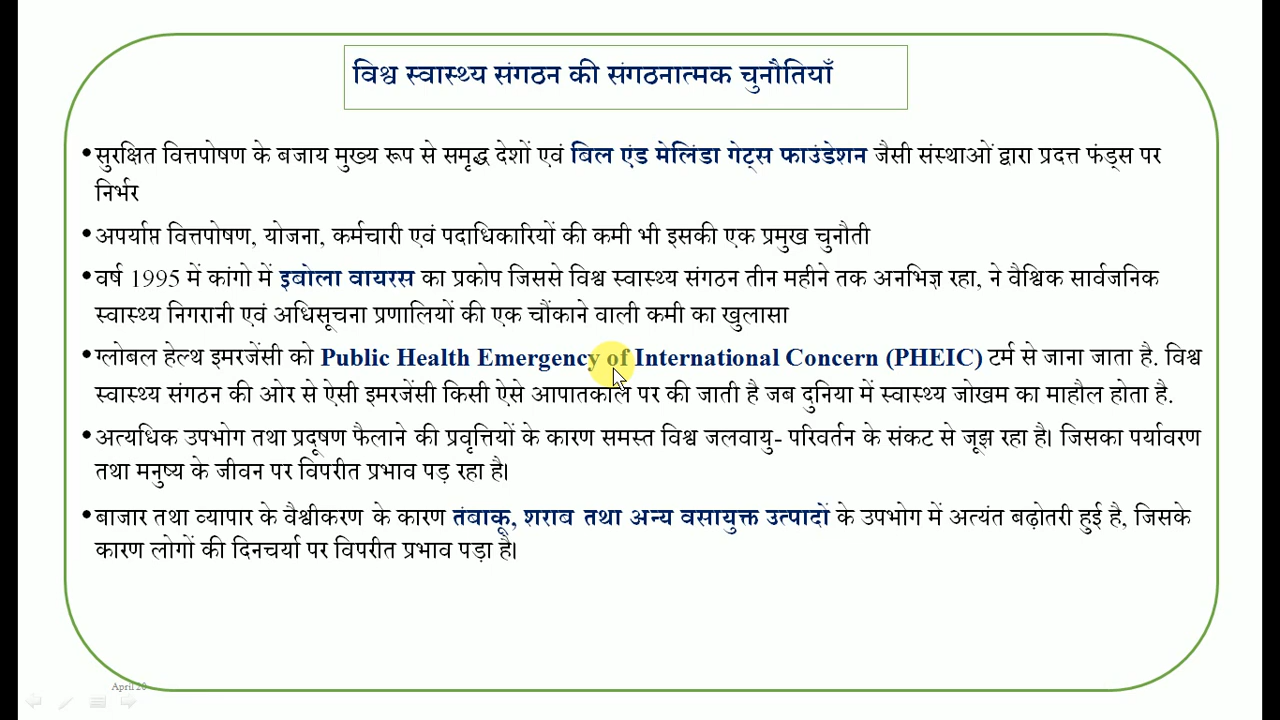 विश्व स्वास्थ्य संगठन की संगठनात्मक चुनौतियाँ
•सुरक्षित वित्तपोषण के बजाय मुख्य रूप से समृद्ध देशों एवं बिल एंड मेलिंडा गेट्स फाउंडेशन जैसी संस्थाओं द्वारा प्रदत्त फंड्स पर
निर्भर
•अपर्याप्त वित्तपोषण, योजना, कर्मचारी एवं पदाधिकारियों की कमी भी इसकी एक प्रमुख चुनौती
•वर्ष 1995 में कांगो में इबोला वायरस का प्रकोप जिससे विश्व स्वास्थ्य संगठन तीन महीने तक अनभिज्ञ रहा, ने वैश्विक सार्वजनिक
स्वास्थ्य निगरानी एवं अधिसूचना प्रणालियों की एक चौंकाने वाली कमी का खुलासा
•ग्लोबल हेल्थ इमरजेंसी को Public Health Emergency of International Concern (PHEIC) टर्म से जाना जाता है. विश्व
स्वास्थ्य संगठन की ओर से ऐसी इमरजेंसी किसी ऐसे आपातकाल पर की जाती है जब दुनिया में स्वास्थ्य जोखम का माहौल होता है.
•अत्यधिक उपभोग तथा प्रदूषण फैलाने की प्रवृत्तियों के कारण समस्त विश्व जलवायु- परिवर्तन के संकट से जूझ रहा है। जिसका पर्यावरण
तथा मनुष्य के जीवन पर विपरीत प्रभाव पड़ रहा है।
•बाजार तथा व्यापार के वैश्वीकरण के कारण तंबाकू, शराब तथा अन्य वसायुक्त उत्पादों के उपभोग में अत्यंत बढ़ोतरी हुई है, जिसके
कारण लोगों की दिनचर्या पर विपरीत प्रभाव पड़ा है।
April 20